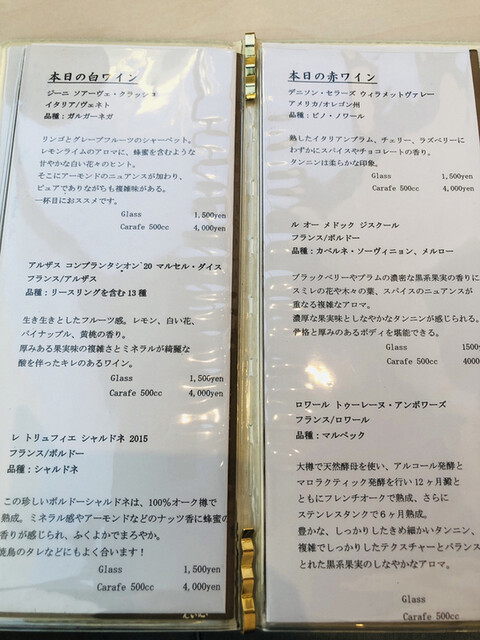 本日の白ワイン
ジーニ ソアーヴェ・クラッシコ
イタリア/ヴェネト
品種：ガルガーネガ
リンゴとグレープフルーツのシャーベット。
レモンライムのアロマに、蜂蜜を含むような
甘やかな白い花々のヒント。
そこにアーモンドのニュアンスが加わり、
ピュアでありながらも複雑味がある。
一杯目におススメです。
Glass 1,500yen
Carafe 500cc 4,000yen
アルザス コンプランタシオン’20 マルセル・ダイス
フランス/アルザス
品種：リースリングを含む13種
生き生きとしたフルーツ感。レモン、白い花、
パイナップル、黄桃の香り。
厚みある果実味の複雑さとミネラルが綺麗な
酸を伴ったキレのあるワイン。
Glass 1,500yen
Carafe 500cc 4,000yen
レ トリュフィエ シャルドネ 2015
フランス/ボルドー
品種：シャルドネ
この珍しいボルドーシャルドネは、100％オーク樽で
熟成。ミネラル感やアーモンドなどのナッツ香に蜂蜜の
香りが感じられ、ふくよかでまろやか。
焼鳥のタレなどにもよく合います！
Glass 1,500yen
Carafe 500cc 4,000yen
本日の赤ワイン
デニソン・セラーズ ウィラメットヴァレー
アメリカ/オレゴン州
品種：ピノ・ノワール
熟したイタリアンプラム、チェリー、ラズベリーに
わずかにスパイスやチョコレートの香り。
タンニンは柔らかな印象。
Glass 1,500yen
Carafe 500cc 4,000yen
ル オー メドック ジスクール
フランス/ボルドー
品種：カベルネ・ソーヴィニョン、メルロー
ブラックベリーやプラムの濃密な黒系果実の香りに
スミレの花や木々の葉、スパイスのニュアンスが
重なる複雑なアロマ。
濃厚な果実味としなやかなタンニンが感じられる。
骨格と厚みのあるボディを堪能できる。
Glass 1500
Carafe 500cc 4000
ロワール トゥーレーヌ・アンボワーズ
フランス/ロワール
品種：マルベック
大樽で天然酵母を使い、アルコール発酵と
マロラクティック発酵を行い12ヶ月澱と
ともにフレンチオークで熟成、さらに
ステンレスタンクで6ヶ月熟成。
豊かな、しっかりしたきめ細かいタンニン、
複雑でしっかりしたテクスチャーとバランス
とれた黒系果実のしなやかなアロマ。
Glass
Carafe 500cc